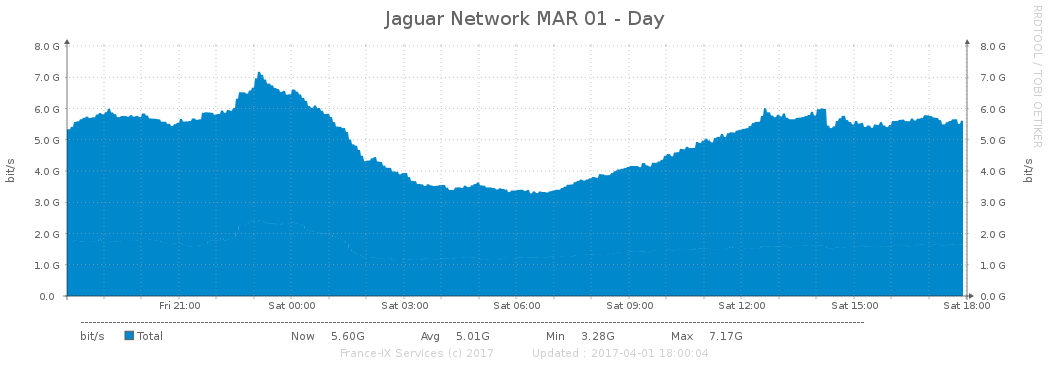 Jaguar Network MAR 01 - Day
RRDTOOL / TOBI OETIKER
bit/s
8.0 G 8.0 G
7.0 G 7.0 G
6.0 G 6.0 G
5.0 G 5.0 G
4.0 G 4.0 G
3.0 G 3.0 G
2.0 G 2.0 G
1.0 G 1.0 G
0.0 0.0 G
bit/s
Fri 21:00 Sat 00:00 Sat 03:00 Sat 06:00 Sat 09:00 Sat 12:00 Sat 15:00 Sat 18:00
bit/s Total Now 5.60G Avg 5.01G Min 3.28G Max 7.17G
France-IX Services (c) 2017 Updated : 2017-04-01 18:00:04